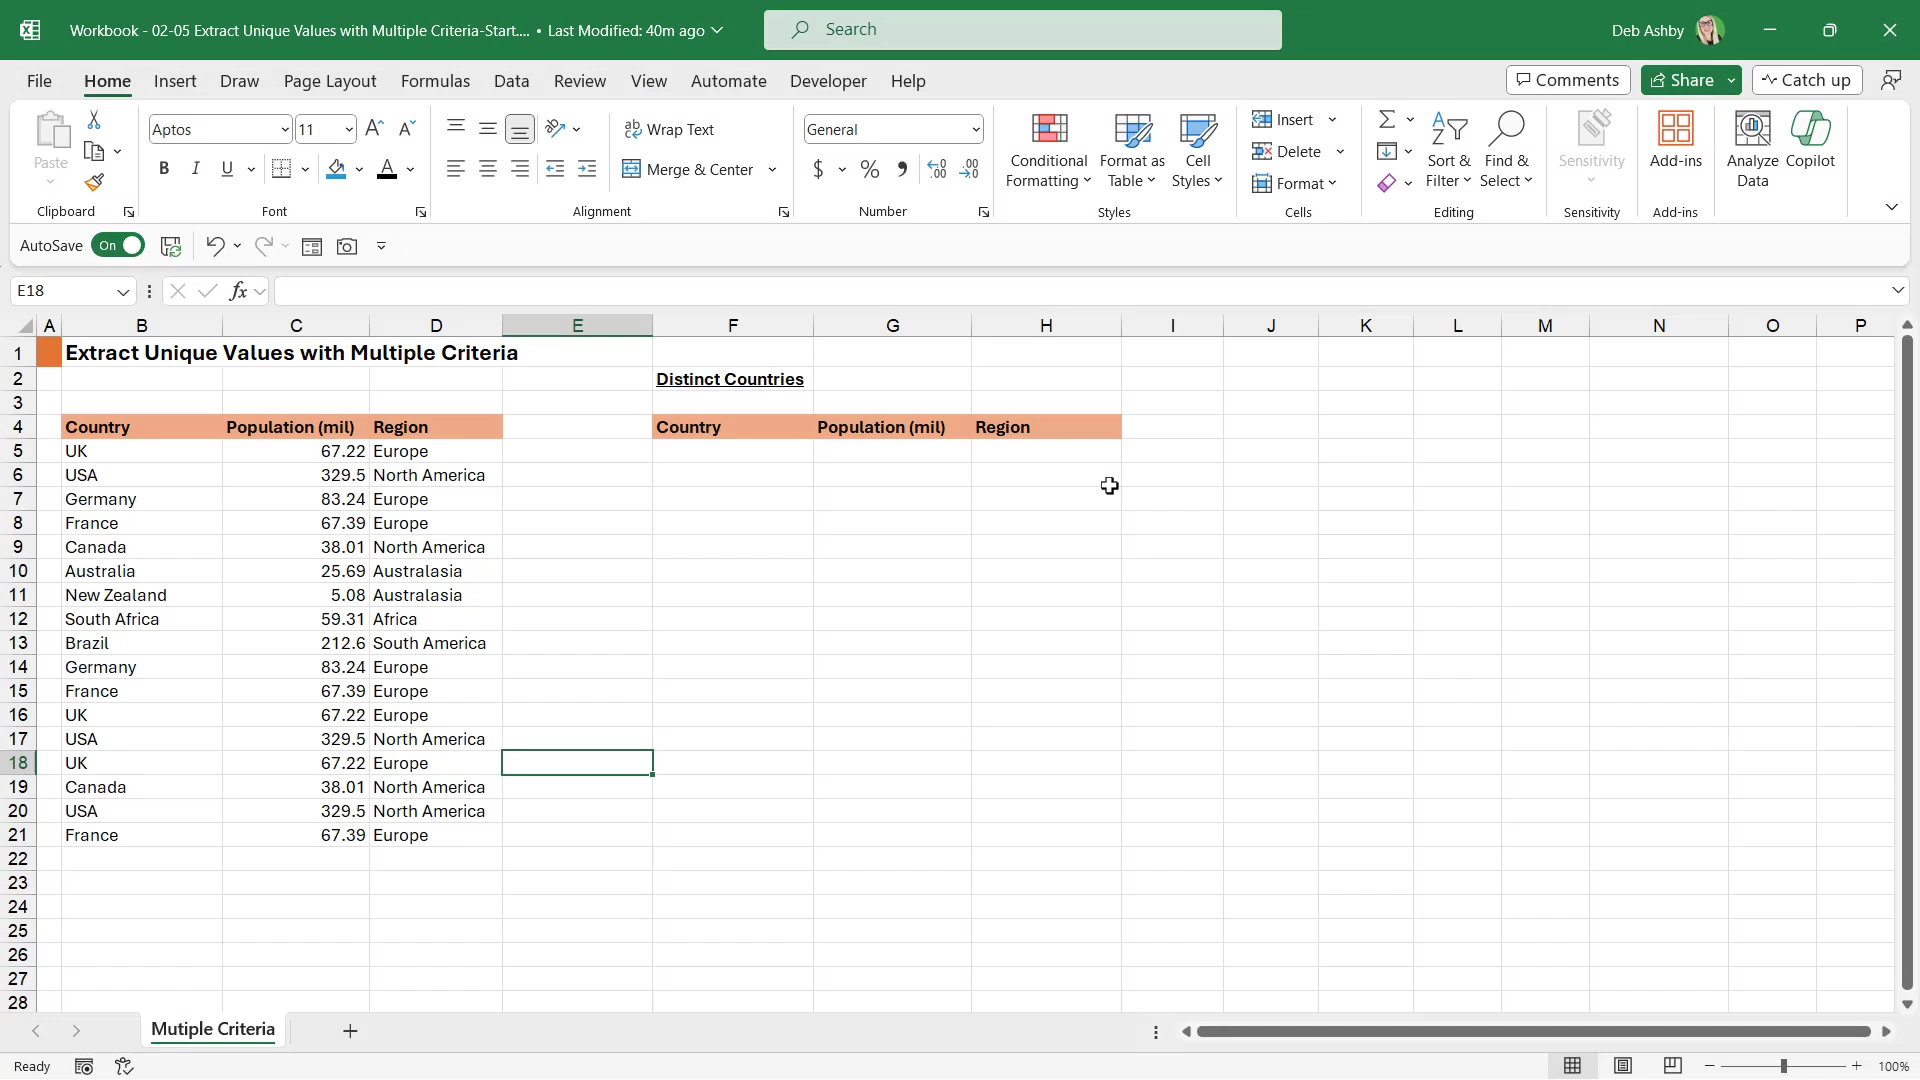 Workbook - 02-05 Extract Unique Values with Multiple Criteria-Start.... • Last Modified: 40m ago
Search
Deb Ashby
File Home Insert Draw Page Layout Formulas Data Review View Automate Developer Help
Comments Share Catch up
Paste
Clipboard
Aptos 11
B I U
Font
Wrap Text
Merge & Center
Alignment
General
$ % 9
Number
Conditional Formatting
Format as Table
Cell Styles
Styles
Insert
Delete
Format
Cells
Sort & Filter
Find & Select
Editing
Sensitivity
Sensitivity
Add-ins
Add-ins
Analyze Data
Copilot
AutoSave On
E18 fx
A B C D E F G H I J K L M N O P
1 Extract Unique Values with Multiple Criteria
2 Distinct Countries
3
4 Country Population (mil) Region Country Population (mil) Region
5 UK 67.22 Europe
6 USA 329.5 North America
7 Germany 83.24 Europe
8 France 67.39 Europe
9 Canada 38.01 North America
10 Australia 25.69 Australasia
11 New Zealand 5.08 Australasia
12 South Africa 59.31 Africa
13 Brazil 212.6 South America
14 Germany 83.24 Europe
15 France 67.39 Europe
16 UK 67.22 Europe
17 USA 329.5 North America
18 UK 67.22 Europe
19 Canada 38.01 North America
20 USA 329.5 North America
21 France 67.39 Europe
22
23
24
25
26
27
28
Mutiple Criteria
Ready
100%